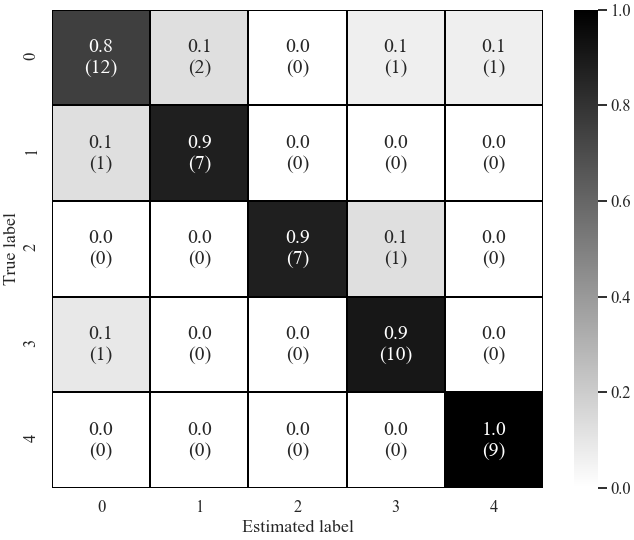 0.8 0.1 0.0 0.1 0.1
(12) (2) (0) (1) (1)
0
0.1 0.9 0.0 0.0 0.0
(1) (7) (0) (0) (0)
1
0.0 0.0 0.9 0.1 0.0
(0) (0) (7) (1) (0)
2
0.1 0.0 0.0 0.9 0.0
(1) (0) (0) (10) (0)
3
0.0 0.0 0.0 0.0 1.0
(0) (0) (0) (0) (9)
4
True label
0 1 2 3 4
Estimated label
1.0
0.8
0.6
0.4
0.2
0.0